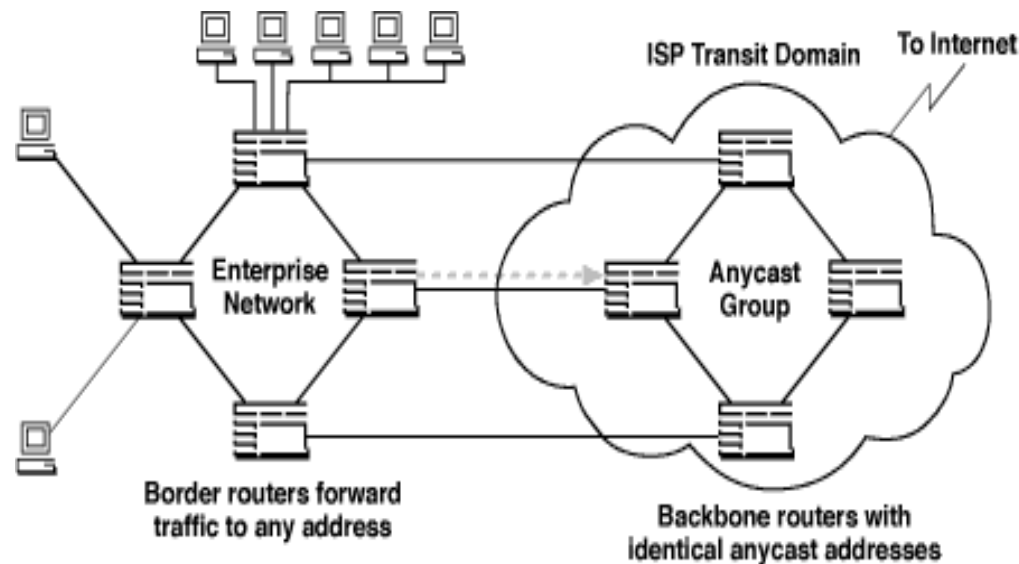 ISP Transit Domain
To Internet
Enterprise
Network
Anycast
Group
Border routers forward
traffic to any address
Backbone routers with
identical anycast addresses